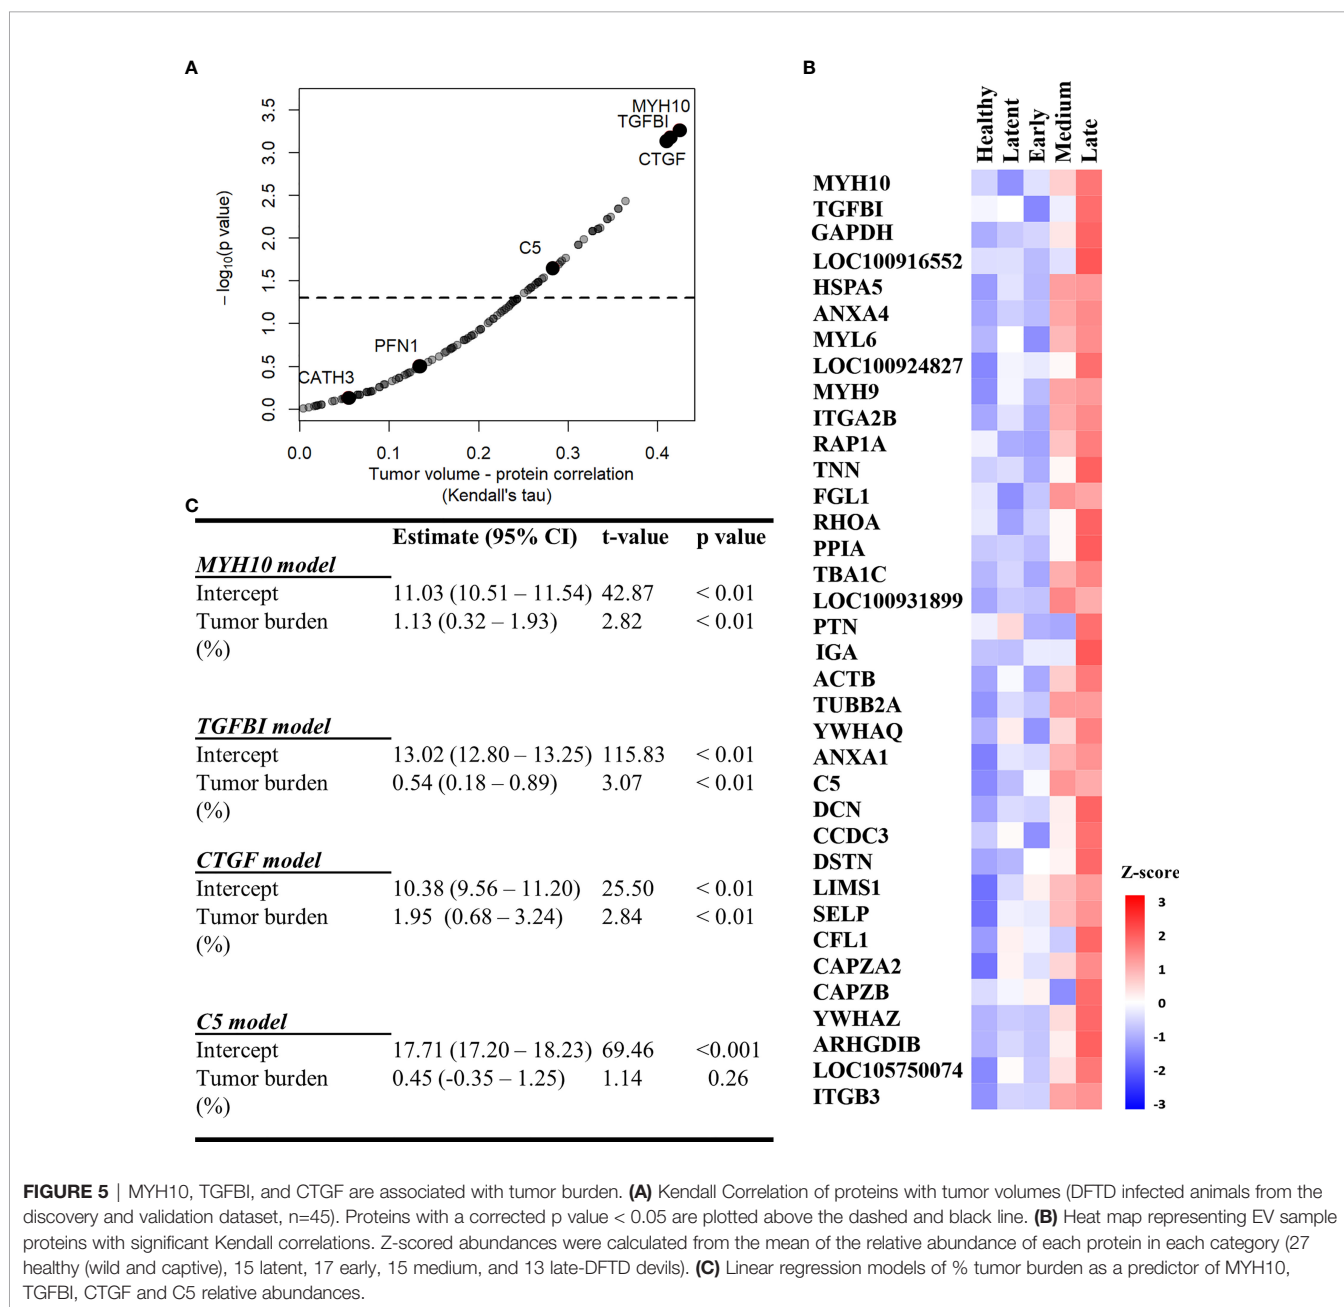 A
3.5
3.0
2.5
2.0
1.5
1.0
0.5
0.0
− log10(p value)
MYH10
TGFBI
CTGF
C5
PFN1
CATH3
0.0 0.1 0.2 0.3 0.4
Tumor volume - protein correlation
(Kendall's tau)
B
Healthy
Latent
Early
Medium
Late
MYH10
TGFBI
GAPDH
LOC100916552
HSPA5
ANXA4
MYL6
LOC100924827
MYH9
ITGA2B
RAP1A
TNN
FGL1
RHOA
PPIA
TBA1C
LOC100931899
PTN
IGA
ACTB
TUBB2A
YWHAQ
ANXA1
C5
DCN
CCDC3
DSTN
LIMS1
SELP
CFL1
CAPZA2
CAPZB
YWHAZ
ARHGDIB
LOC105750074
ITGB3
Z-score
3
2
1
0
-1
-2
-3
C
Estimate (95% CI) t-value p value
MYH10 model
Intercept 11.03 (10.51 – 11.54) 42.87 < 0.01
Tumor burden 1.13 (0.32 – 1.93) 2.82 < 0.01
(%)
TGFBI model
Intercept 13.02 (12.80 – 13.25) 115.83 < 0.01
Tumor burden 0.54 (0.18 – 0.89) 3.07 < 0.01
(%)
CTGF model
Intercept 10.38 (9.56 – 11.20) 25.50 < 0.01
Tumor burden 1.95 (0.68 – 3.24) 2.84 < 0.01
(%)
C5 model
Intercept 17.71 (17.20 – 18.23) 69.46 <0.001
Tumor burden 0.45 (-0.35 – 1.25) 1.14 0.26
(%)
FIGURE 5 | MYH10, TGFBI, and CTGF are associated with tumor burden. (A) Kendall Correlation of proteins with tumor volumes (DFTD infected animals from the
discovery and validation dataset, n=45). Proteins with a corrected p value < 0.05 are plotted above the dashed and black line. (B) Heat map representing EV sample
proteins with significant Kendall correlations. Z-scored abundances were calculated from the mean of the relative abundance of each protein in each category (27
healthy (wild and captive), 15 latent, 17 early, 15 medium, and 13 late-DFTD devils). (C) Linear regression models of % tumor burden as a predictor of MYH10,
TGFBI, CTGF and C5 relative abundances.